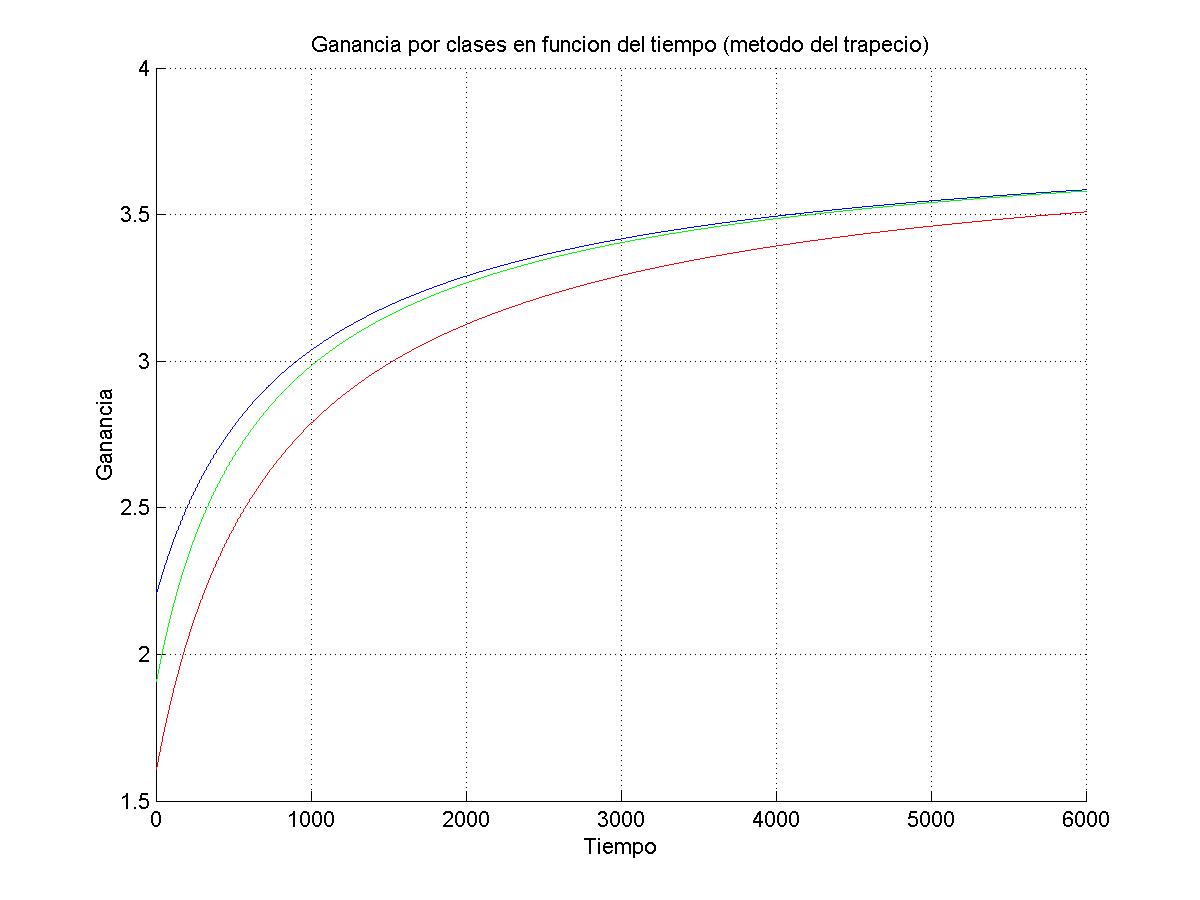 Ganancia por clases en funcion del tiempo (metodo del trapecio)
4
3.5
3
2.5
2
1.5
Ganancia
0 1000 2000 3000 4000 5000 6000
Tiempo